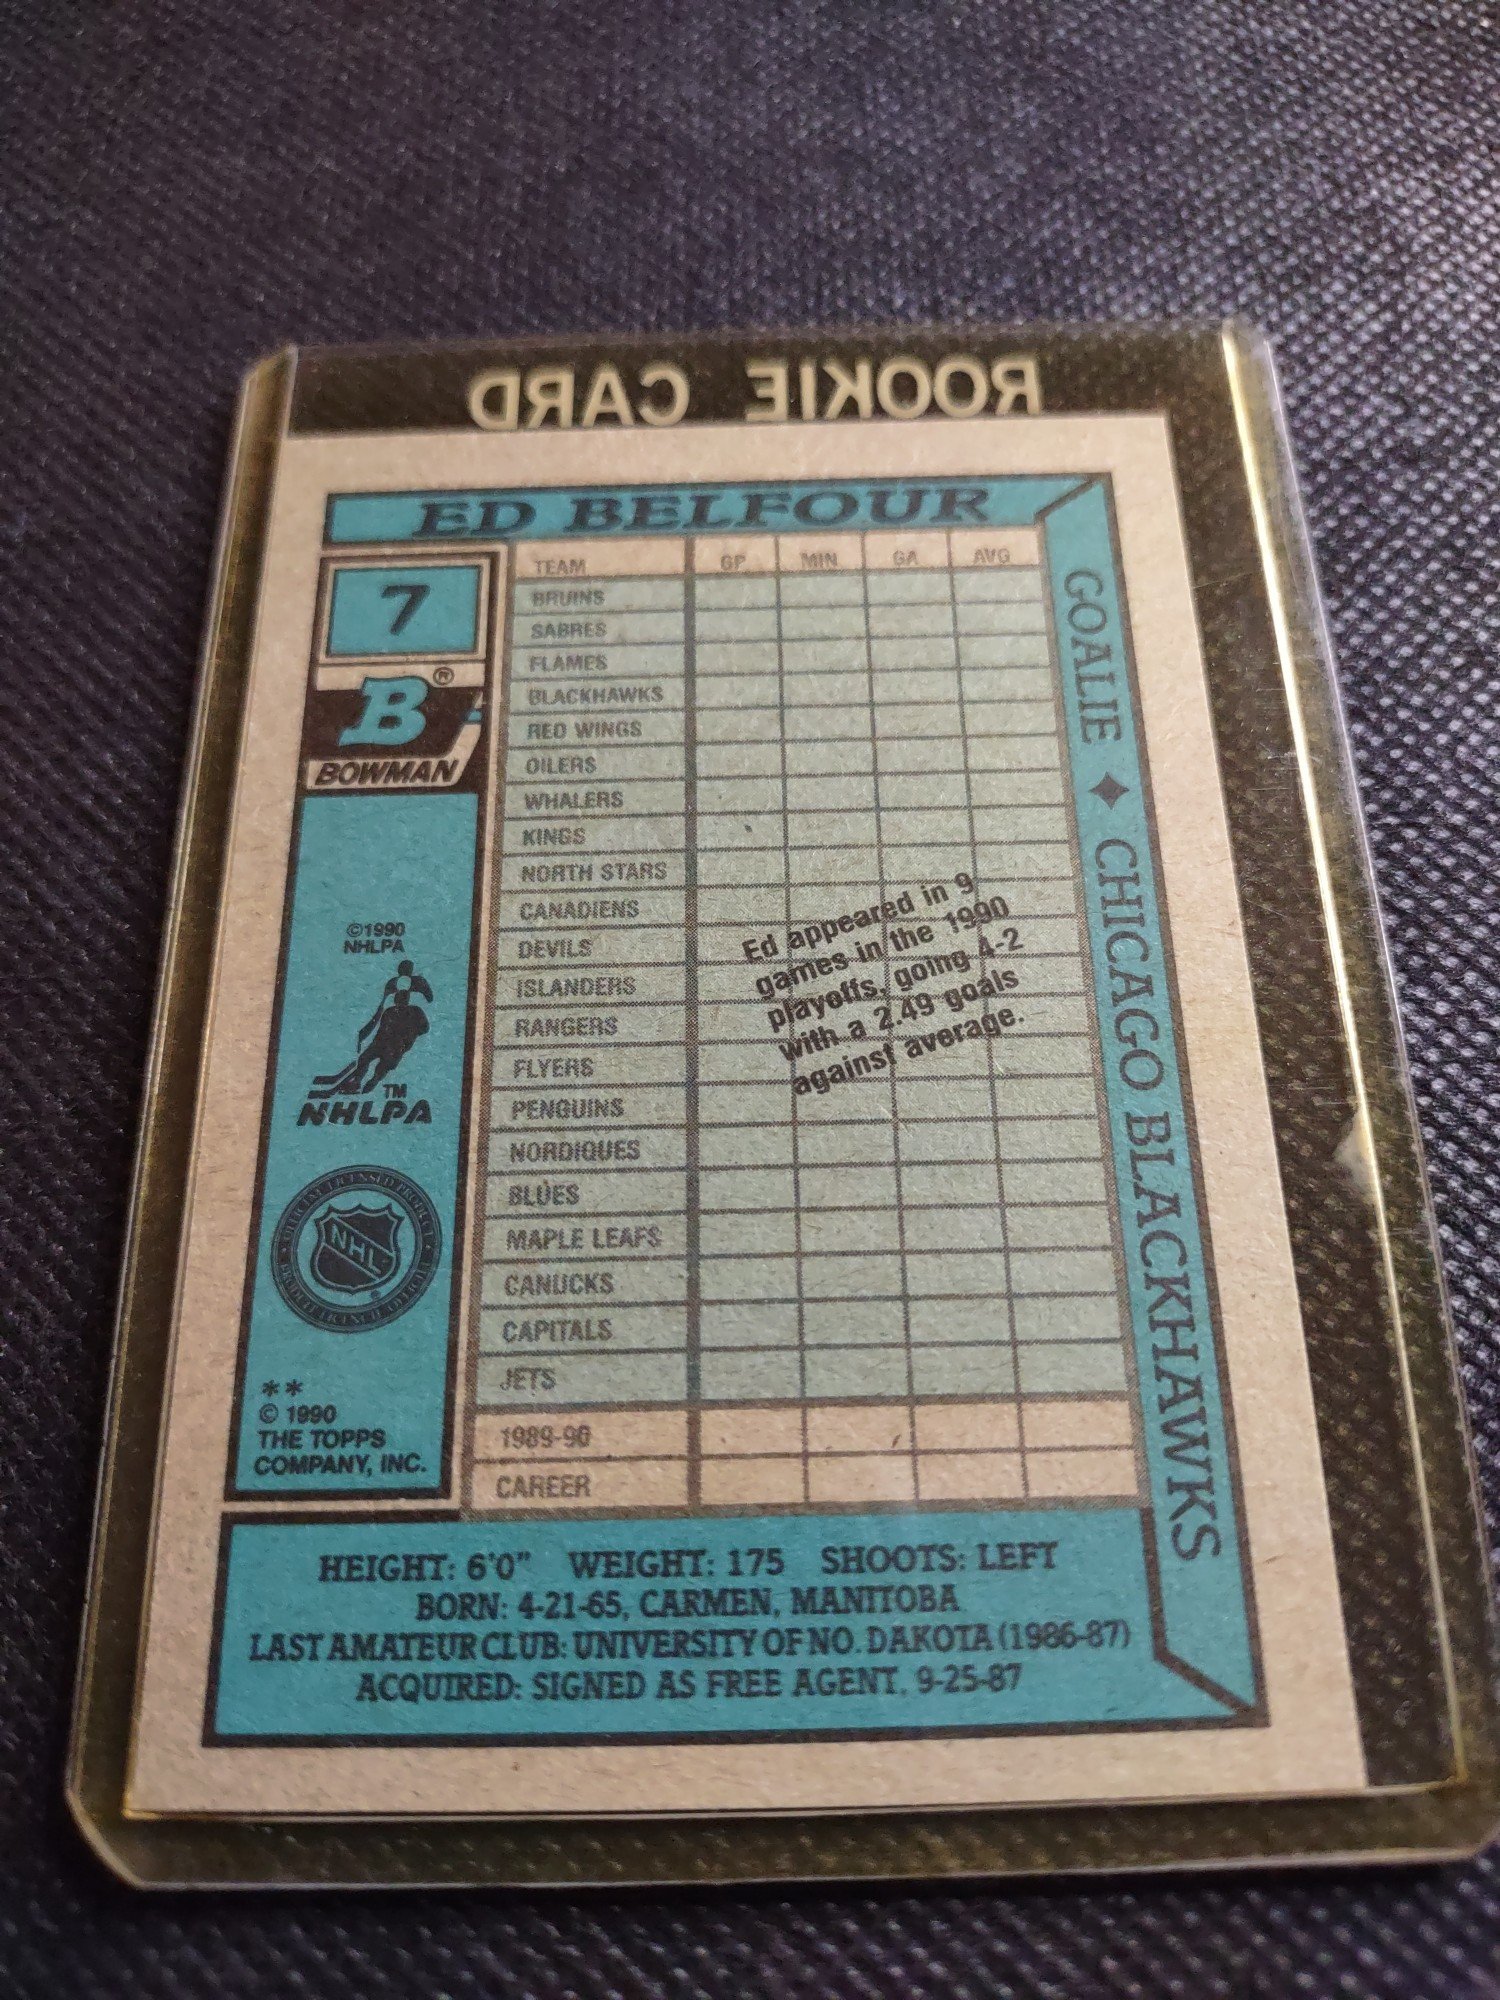 ROOKIE CARD
ED BELFOUR
7
B®
BOWMAN
©1990
NHLPA
TM
NHLPA
NHL
®
**
© 1990
THE TOPPS
COMPANY, INC.
TEAM GP MIN GA AVG
BRUINS
SABRES
FLAMES
BLACKHAWKS
RED WINGS
OILERS
WHALERS
KINGS
NORTH STARS
CANADIENS
DEVILS
ISLANDERS
RANGERS
FLYERS
PENGUINS
NORDIQUES
BLUES
MAPLE LEAFS
CANUCKS
CAPITALS
JETS
1989-90
CAREER
Ed appeared in 9
games in the 1990
playoffs, going 4-2
with a 2.49 goals
against average.
GOALIE ♦ CHICAGO BLACKHAWKS
HEIGHT: 6'0" WEIGHT: 175 SHOOTS: LEFT
BORN: 4-21-65, CARMEN, MANITOBA
LAST AMATEUR CLUB: UNIVERSITY OF NO. DAKOTA (1986-87)
ACQUIRED: SIGNED AS FREE AGENT, 9-25-87